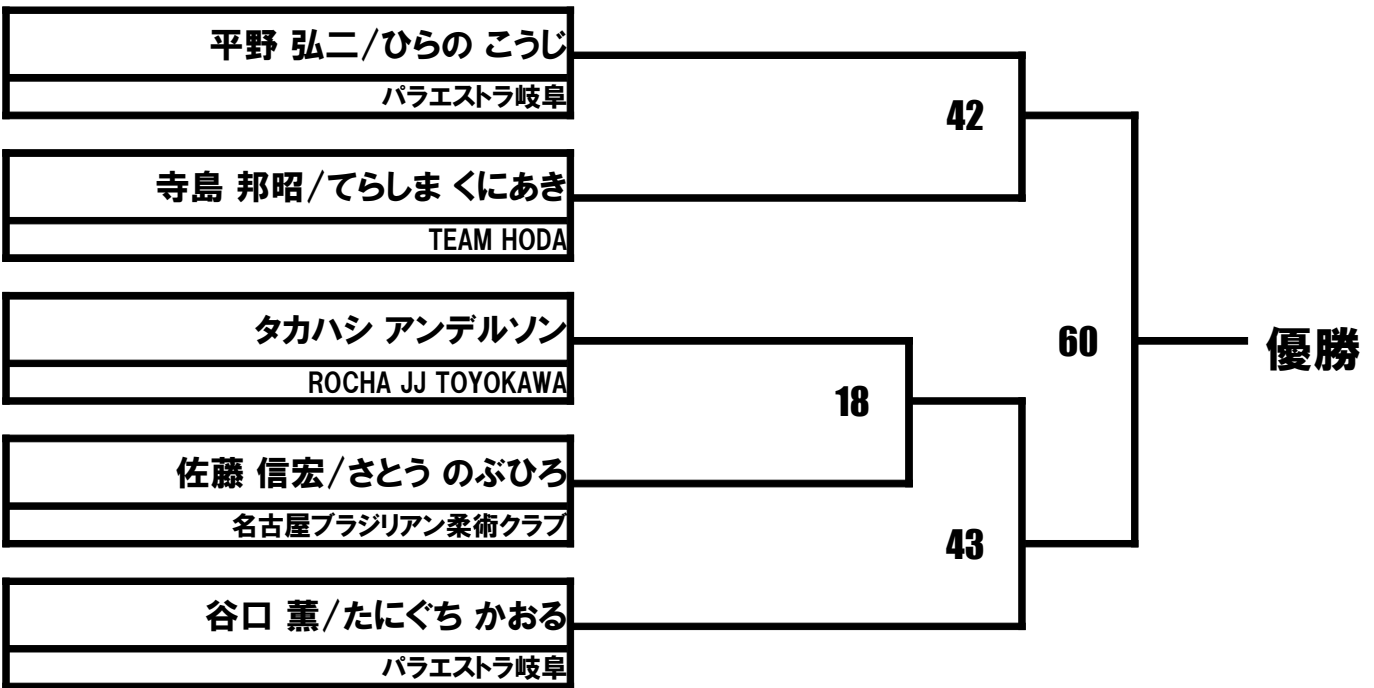 平野 弘二/ひらの こうじ
パラエストラ岐阜
42
寺島 邦昭/てらしま くにあき
TEAM HODA
タカハシ アンデルソン
ROCHA JJ TOYOKAWA
60
優勝
18
佐藤 信宏/さとう のぶひろ
名古屋ブラジリアン柔術クラブ
43
谷口 薫/たにぐち かおる
パラエストラ岐阜